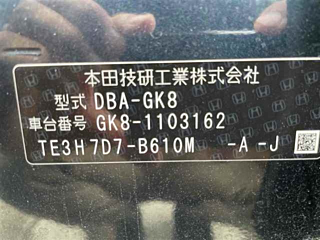 本田技研工業株式会社
型式 DBA-GK8
車台番号 GK8-1103162
TE3H7D7-B610M -A-J